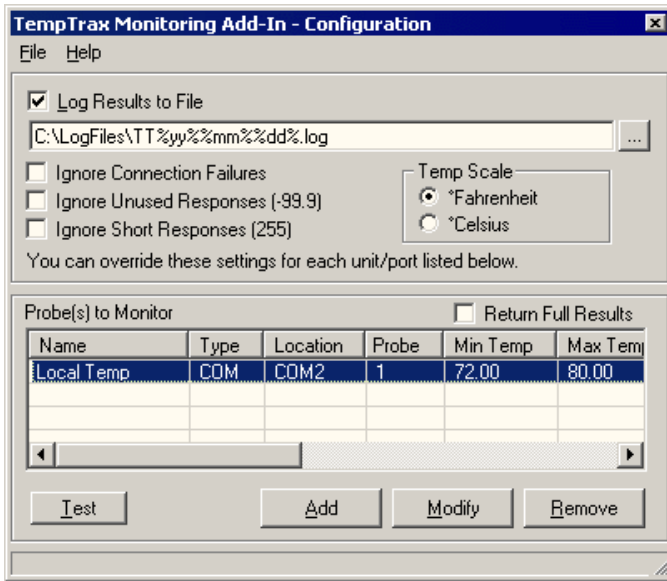 TempTrax Monitoring Add-In - Configuration
File Help
Log Results to File
C:\LogFiles\TT%yy%%mm%%dd%.log ...
Ignore Connection Failures
Ignore Unused Responses (-99.9)
Ignore Short Responses (255)
Temp Scale
°Fahrenheit
°Celsius
You can override these settings for each unit/port listed below.
Probe(s) to Monitor Return Full Results
Name Type Location Probe Min Temp Max Temp
Local Temp COM COM2 1 72.00 80.00
Test Add Modify Remove